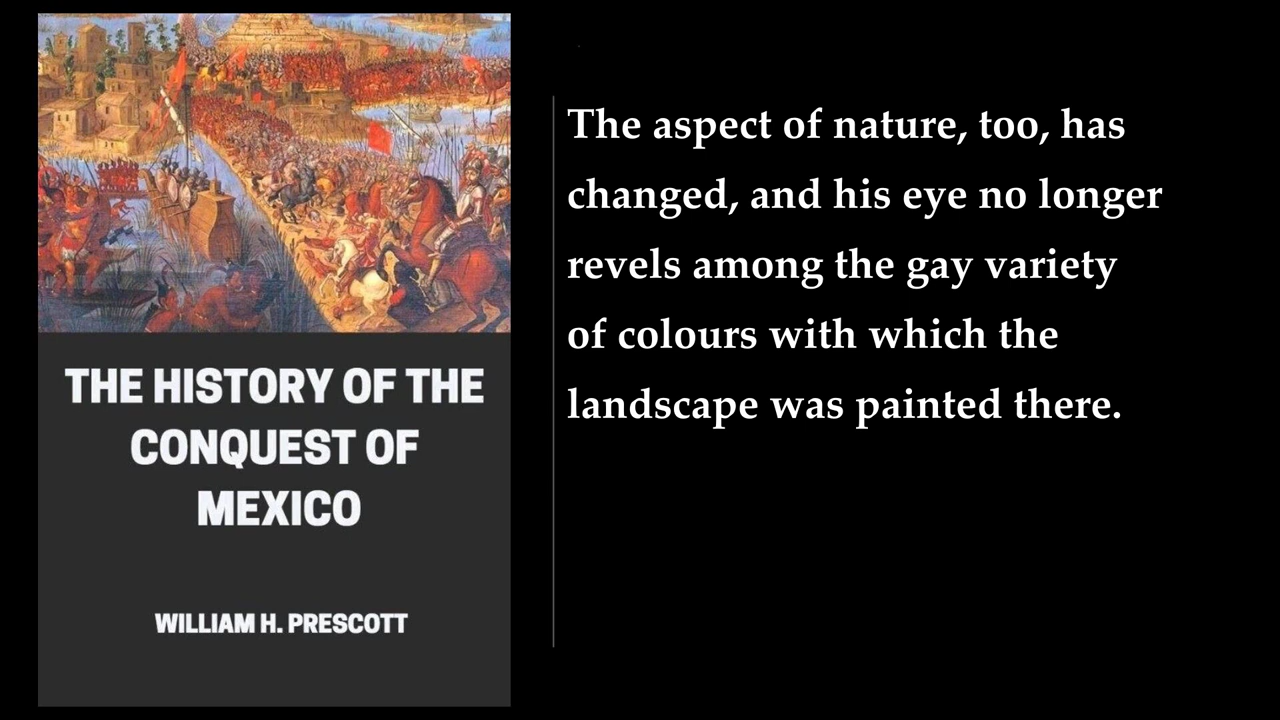 THE HISTORY OF THE
CONQUEST OF
MEXICO
WILLIAM H. PRESCOTT
The aspect of nature, too, has
changed, and his eye no longer
revels among the gay variety
of colours with which the
landscape was painted there.